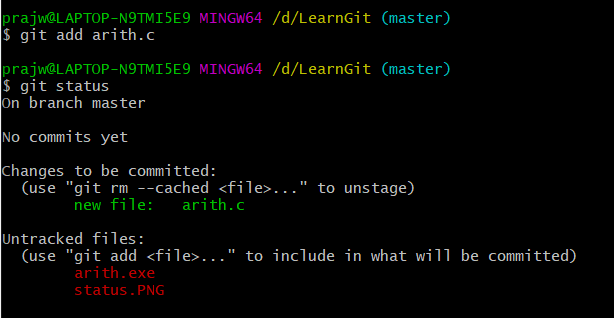 prajw@LAPTOP-N9TMI5E9 MINGW64 /d/LearnGit (master)
$ git add arith.c
prajw@LAPTOP-N9TMI5E9 MINGW64 /d/LearnGit (master)
$ git status
On branch master
No commits yet
Changes to be committed:
  (use "git rm --cached <file>..." to unstage)
        new file:   arith.c
Untracked files:
  (use "git add <file>..." to include in what will be committed)
        arith.exe
        status.PNG